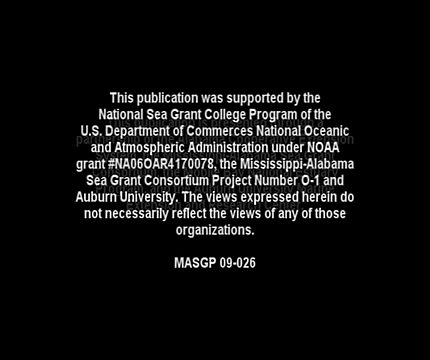 This publication was supported by the
National Sea Grant College Program of the
U.S. Department of Commerces National Oceanic
and Atmospheric Administration under NOAA
grant #NA06OAR4170078, the Mississippi-Alabama
Sea Grant Consortium Project Number O-1 and
Auburn University. The views expressed herein do
not necessarily reflect the views of any of those
organizations.
MASGP 09-026